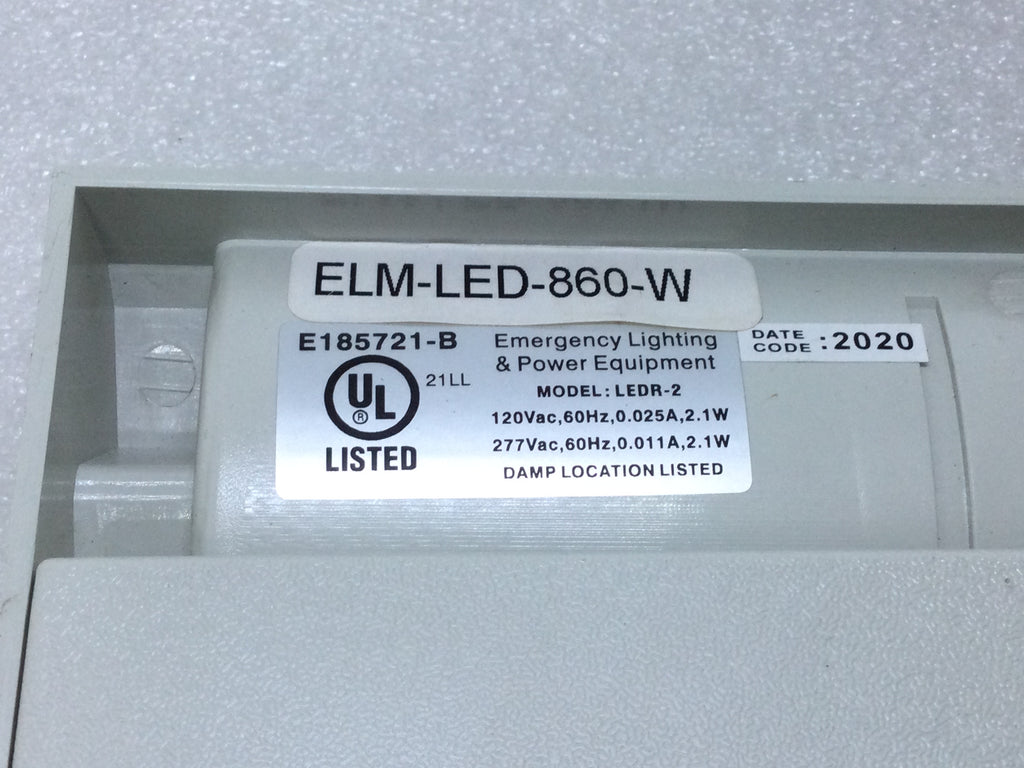 ELM-LED-860-W
E185721-B
UL
®
21LL
LISTED
Emergency Lighting
& Power Equipment
MODEL: LEDR-2
120Vac,60Hz,0.025A,2.1W
277Vac,60Hz,0.011A,2.1W
DAMP LOCATION LISTED
DATE
CODE : 2020